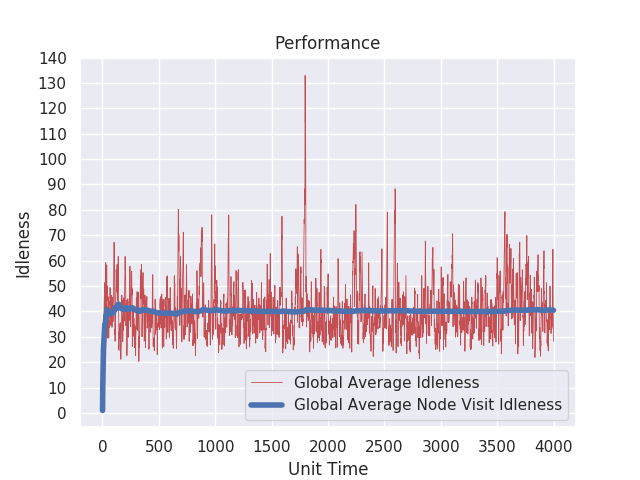 Performance
140
130
120
110
100
90
80
70
60
50
40
30
20
10
0
Idleness
Global Average Idleness
Global Average Node Visit Idleness
0 500 1000 1500 2000 2500 3000 3500 4000
Unit Time